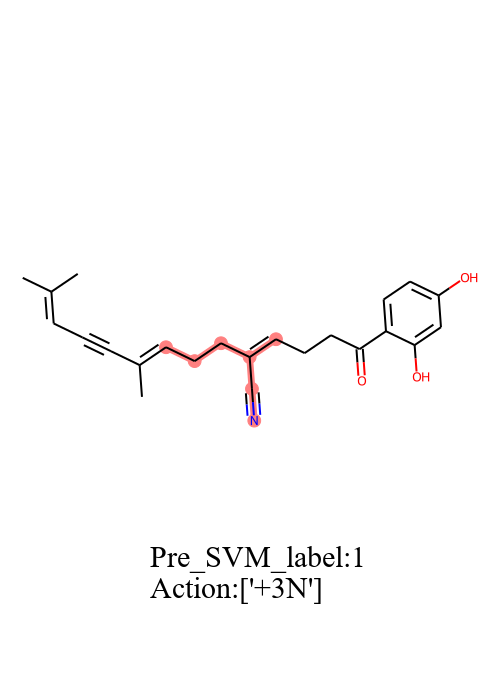 OH
OH
O
N
Pre_SVM_label:1
Action:['+3N']